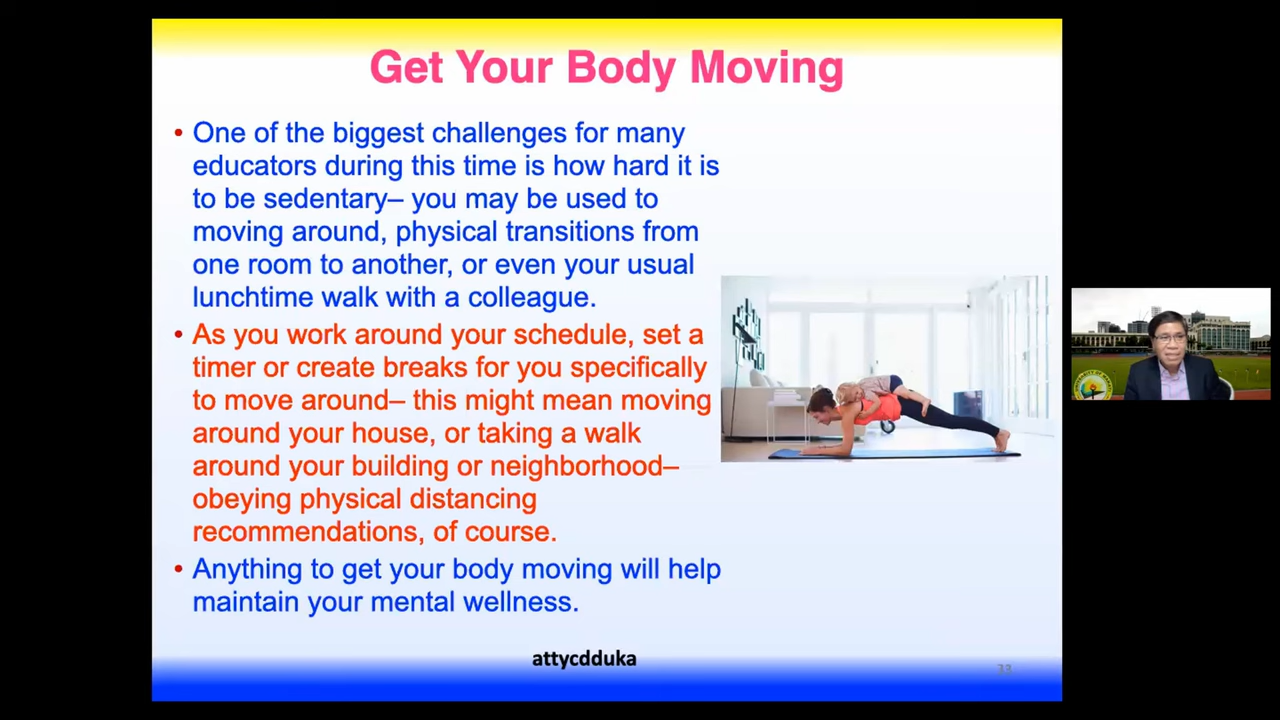 Get Your Body Moving
• One of the biggest challenges for many
educators during this time is how hard it is
to be sedentary– you may be used to
moving around, physical transitions from
one room to another, or even your usual
lunchtime walk with a colleague.
• As you work around your schedule, set a
timer or create breaks for you specifically
to move around– this might mean moving
around your house, or taking a walk
around your building or neighborhood–
obeying physical distancing
recommendations, of course.
• Anything to get your body moving will help
maintain your mental wellness.
attycdduka
33